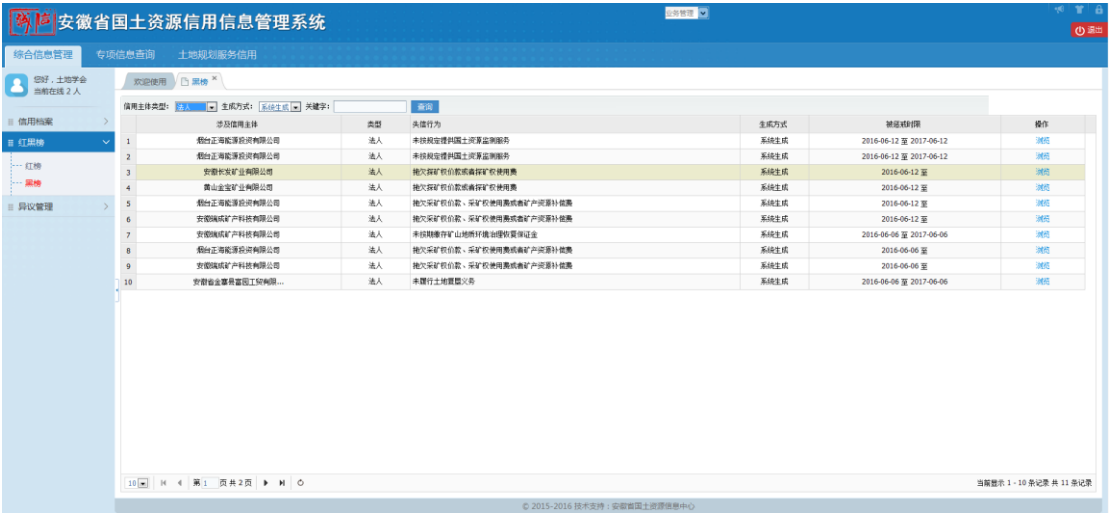 诚信 安徽省国土资源信用信息管理系统
业务管理
退出
综合信息管理 专项信息查询 土地规划服务信用
您好，土地学会
当前在线 2 人
欢迎使用 黑榜
信用主体类型: 法人 生成方式: 系统生成 关键字: 查询
信用档案
红黑榜
红榜
黑榜
异议管理
涉及信用主体 类型 失信行为 生成方式 被惩戒时限 操作
1 烟台正海能源投资有限公司 法人 未按规定提供国土资源监测服务 系统生成 2016-06-12 至 2017-06-12 浏览
2 烟台正海能源投资有限公司 法人 未按规定提供国土资源监测服务 系统生成 2016-06-12 至 2017-06-12 浏览
3 安徽长发矿业有限公司 法人 拖欠探矿权价款或者探矿权使用费 系统生成 2016-06-12 至 浏览
4 黄山金宝矿业有限公司 法人 拖欠探矿权价款或者探矿权使用费 系统生成 2016-06-12 至 浏览
5 烟台正海能源投资有限公司 法人 拖欠采矿权价款、采矿权使用费或者矿产资源补偿费 系统生成 2016-06-12 至 浏览
6 安徽瑞成矿产科技有限公司 法人 拖欠采矿权价款、采矿权使用费或者矿产资源补偿费 系统生成 2016-06-12 至 浏览
7 安徽瑞成矿产科技有限公司 法人 未按期缴存矿山地质环境治理恢复保证金 系统生成 2016-06-06 至 2017-06-06 浏览
8 烟台正海能源投资有限公司 法人 拖欠采矿权价款、采矿权使用费或者矿产资源补偿费 系统生成 2016-06-06 至 浏览
9 安徽瑞成矿产科技有限公司 法人 拖欠采矿权价款、采矿权使用费或者矿产资源补偿费 系统生成 2016-06-06 至 浏览
10 安徽省金寨县富园工贸有限... 法人 未履行土地复垦义务 系统生成 2016-06-06 至 2017-06-06 浏览
10 第 1 页 共 2 页 当前显示 1 - 10 条记录 共 11 条记录
© 2015-2016 技术支持：安徽省国土资源信息中心